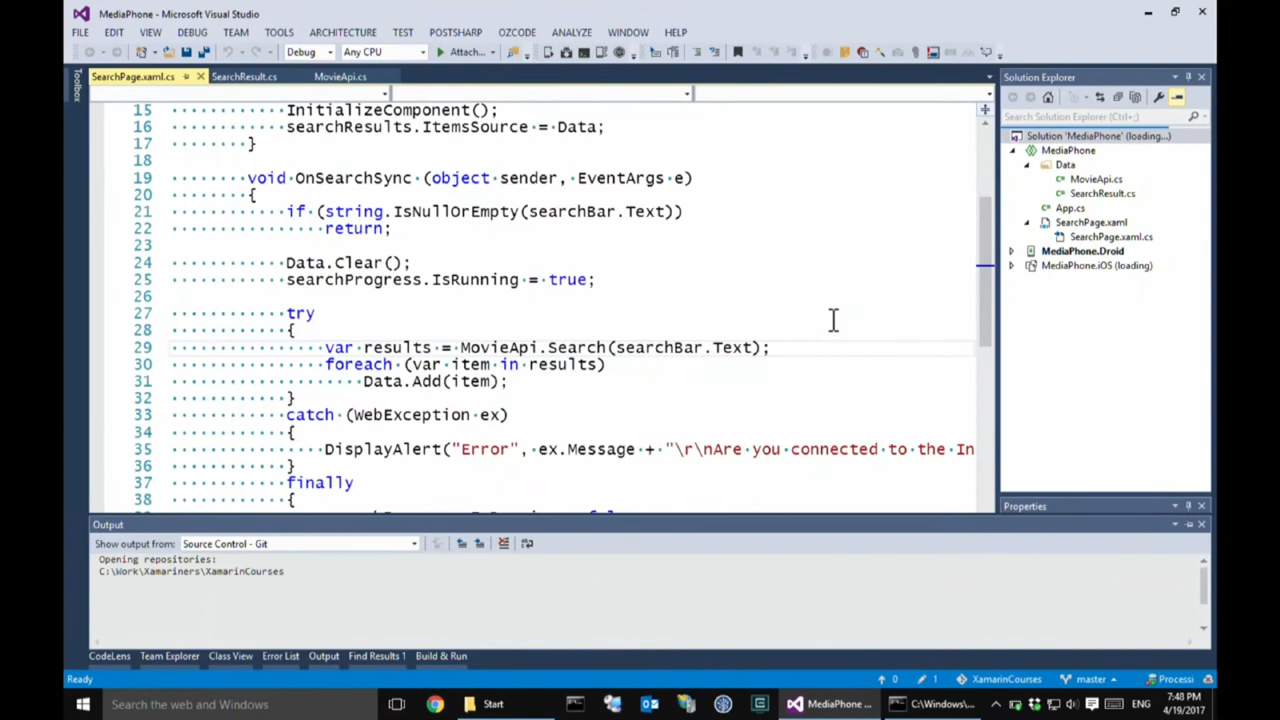 MediaPhone - Microsoft Visual Studio
FILE EDIT VIEW DEBUG TEAM TOOLS ARCHITECTURE TEST POSTSHARP OZCODE ANALYZE WINDOW HELP
Debug Any CPU Attach...
SearchPage.xaml.cs SearchResult.cs MovieApi.cs
Toolbox
15 InitializeComponent();
16 searchResults.ItemsSource = Data;
17 }
18
19 void OnSearchSync (object sender, EventArgs e)
20 {
21 if (string.IsNullOrEmpty(searchBar.Text))
22 return;
23
24 Data.Clear();
25 searchProgress.IsRunning = true;
26
27 try
28 {
29 var results = MovieApi.Search(searchBar.Text);
30 foreach (var item in results)
31 Data.Add(item);
32 }
33 catch (WebException ex)
34 {
35 DisplayAlert("Error", ex.Message + "\r\nAre you connected to the In
36 }
37 finally
38 {
Solution Explorer
Search Solution Explorer (Ctrl+;)
Solution 'MediaPhone' (loading...)
MediaPhone
Data
MovieApi.cs
SearchResult.cs
App.cs
SearchPage.xaml
SearchPage.xaml.cs
MediaPhone.Droid
MediaPhone.iOS (loading)
Properties
Output
Show output from: Source Control - Git
Opening repositories:
C:\Work\Xamariners\XamarinCourses
CodeLens Team Explorer Class View Error List Output Find Results 1 Build & Run
Ready 0 1 XamarinCourses master Processi
Search the web and Windows Start MediaPhone ... C:\Windows\... ENG 7:48 PM
4/19/2017